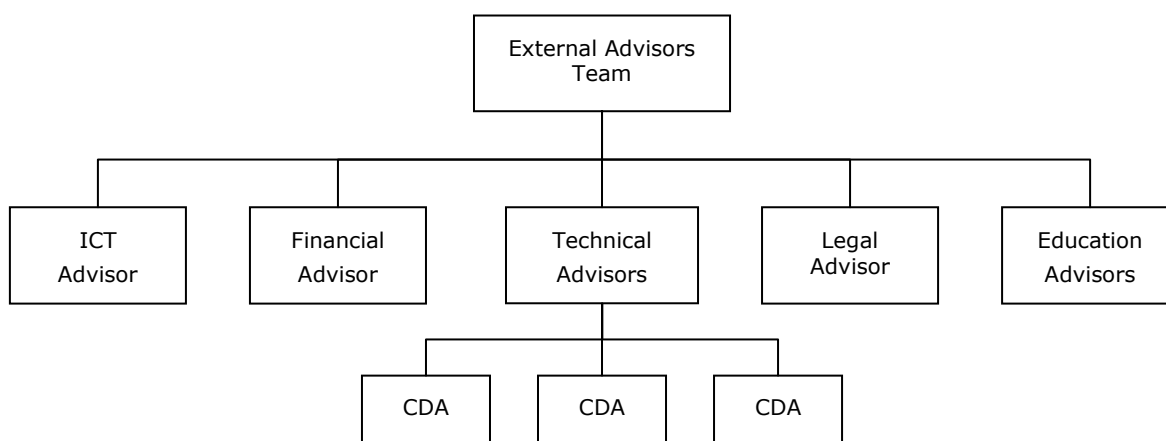 External Advisors
Team
ICT
Advisor
Financial
Advisor
Technical
Advisors
Legal
Advisor
Education
Advisors
CDA
CDA
CDA